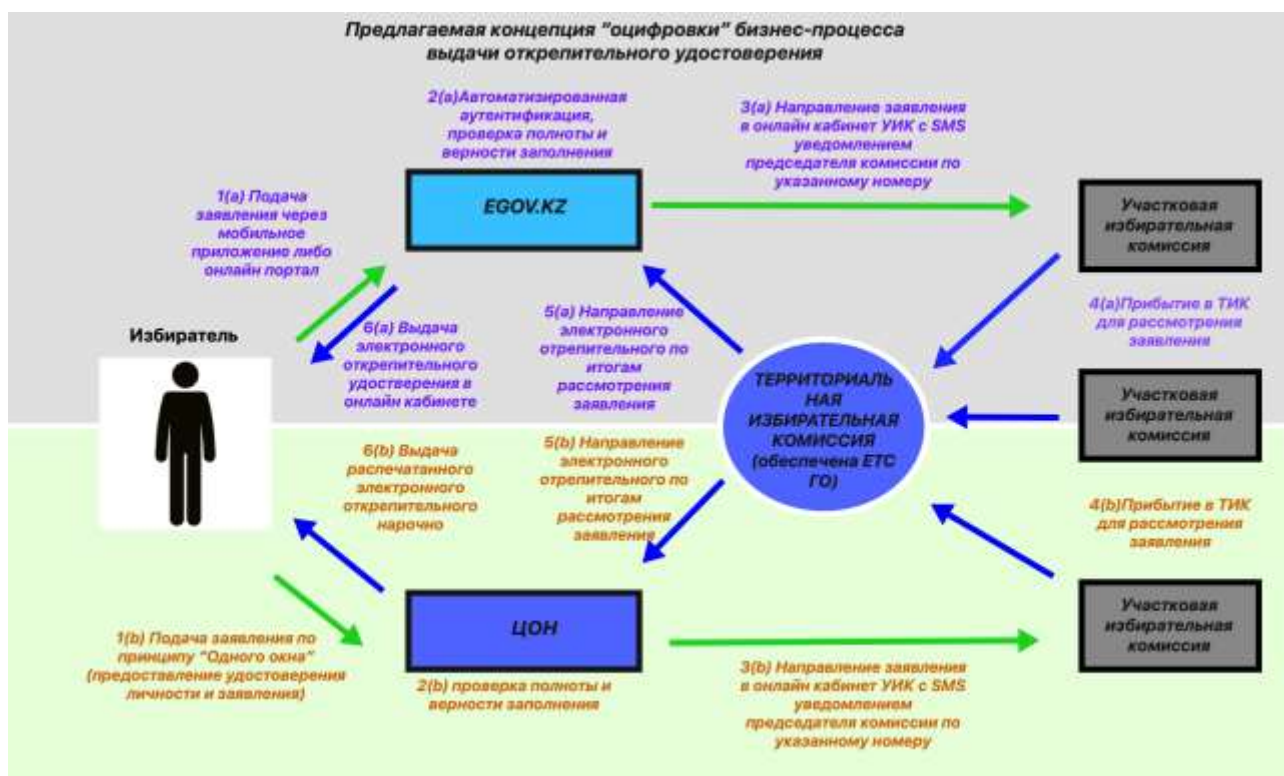 Предлагаемая концепция "оцифровки" бизнес-процесса
выдачи открепительного удостоверения
2(а)Автоматизированная
аутентификация,
проверка полноты и
верности заполнения
3(а) Направление заявления
в онлайн кабинет УИК с SMS
уведомлением
председателя комиссии по
указанному номеру
1(а) Подача
заявления через
мобильное
приложение либо
онлайн портал
EGOV.KZ
Участковая
избирательная
комиссия
Избиратель
6(а) Выдача
электронного
открепительного
удостверения в
онлайн кабинете
5(а) Направление
электронного
отрепительного по
итогам
рассмотрения
заявления
4(а)Прибытие в ТИК
для рассмотрения
заявления
ТЕРРИТОРИАЛЬ
НАЯ
ИЗБИРАТЕЛЬНАЯ
КОМИССИЯ
(обеспечена ЕТС
ГО)
Участковая
избирательная
комиссия
6(b) Выдача
распечатанного
электронного
открепительного
нарочно
5(b) Направление
электронного
отрепительного по
итогам
рассмотрения
заявления
4(b)Прибытие в ТИК
для рассмотрения
заявления
ЦОН
Участковая
избирательная
комиссия
1(b) Подача заявления по
принципу "Одного окна"
(предоставление удостоверения
личности и заявления)
2(b) проверка полноты и
верности заполнения
3(b) Направление заявления
в онлайн кабинет УИК с SMS
уведомлением
председателя комиссии по
указанному номеру